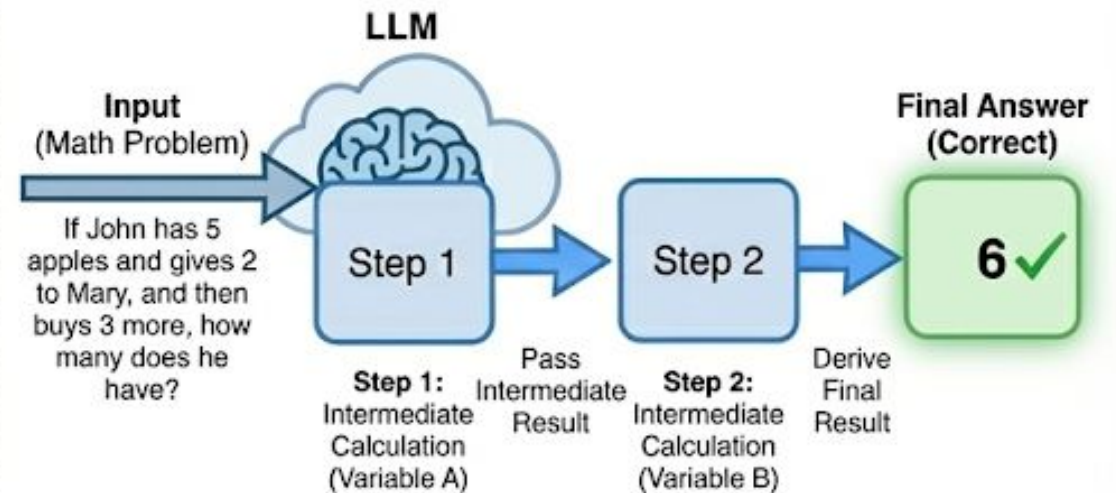 LLM
Input
(Math Problem)
If John has 5
apples and gives 2
to Mary, and then
buys 3 more, how
many does he
have?
Step 1
Step 1:
Intermediate
Calculation
(Variable A)
Pass
Intermediate
Result
Step 2
Step 2:
Intermediate
Calculation
(Variable B)
Derive
Final
Result
Final Answer
(Correct)
6 ✓